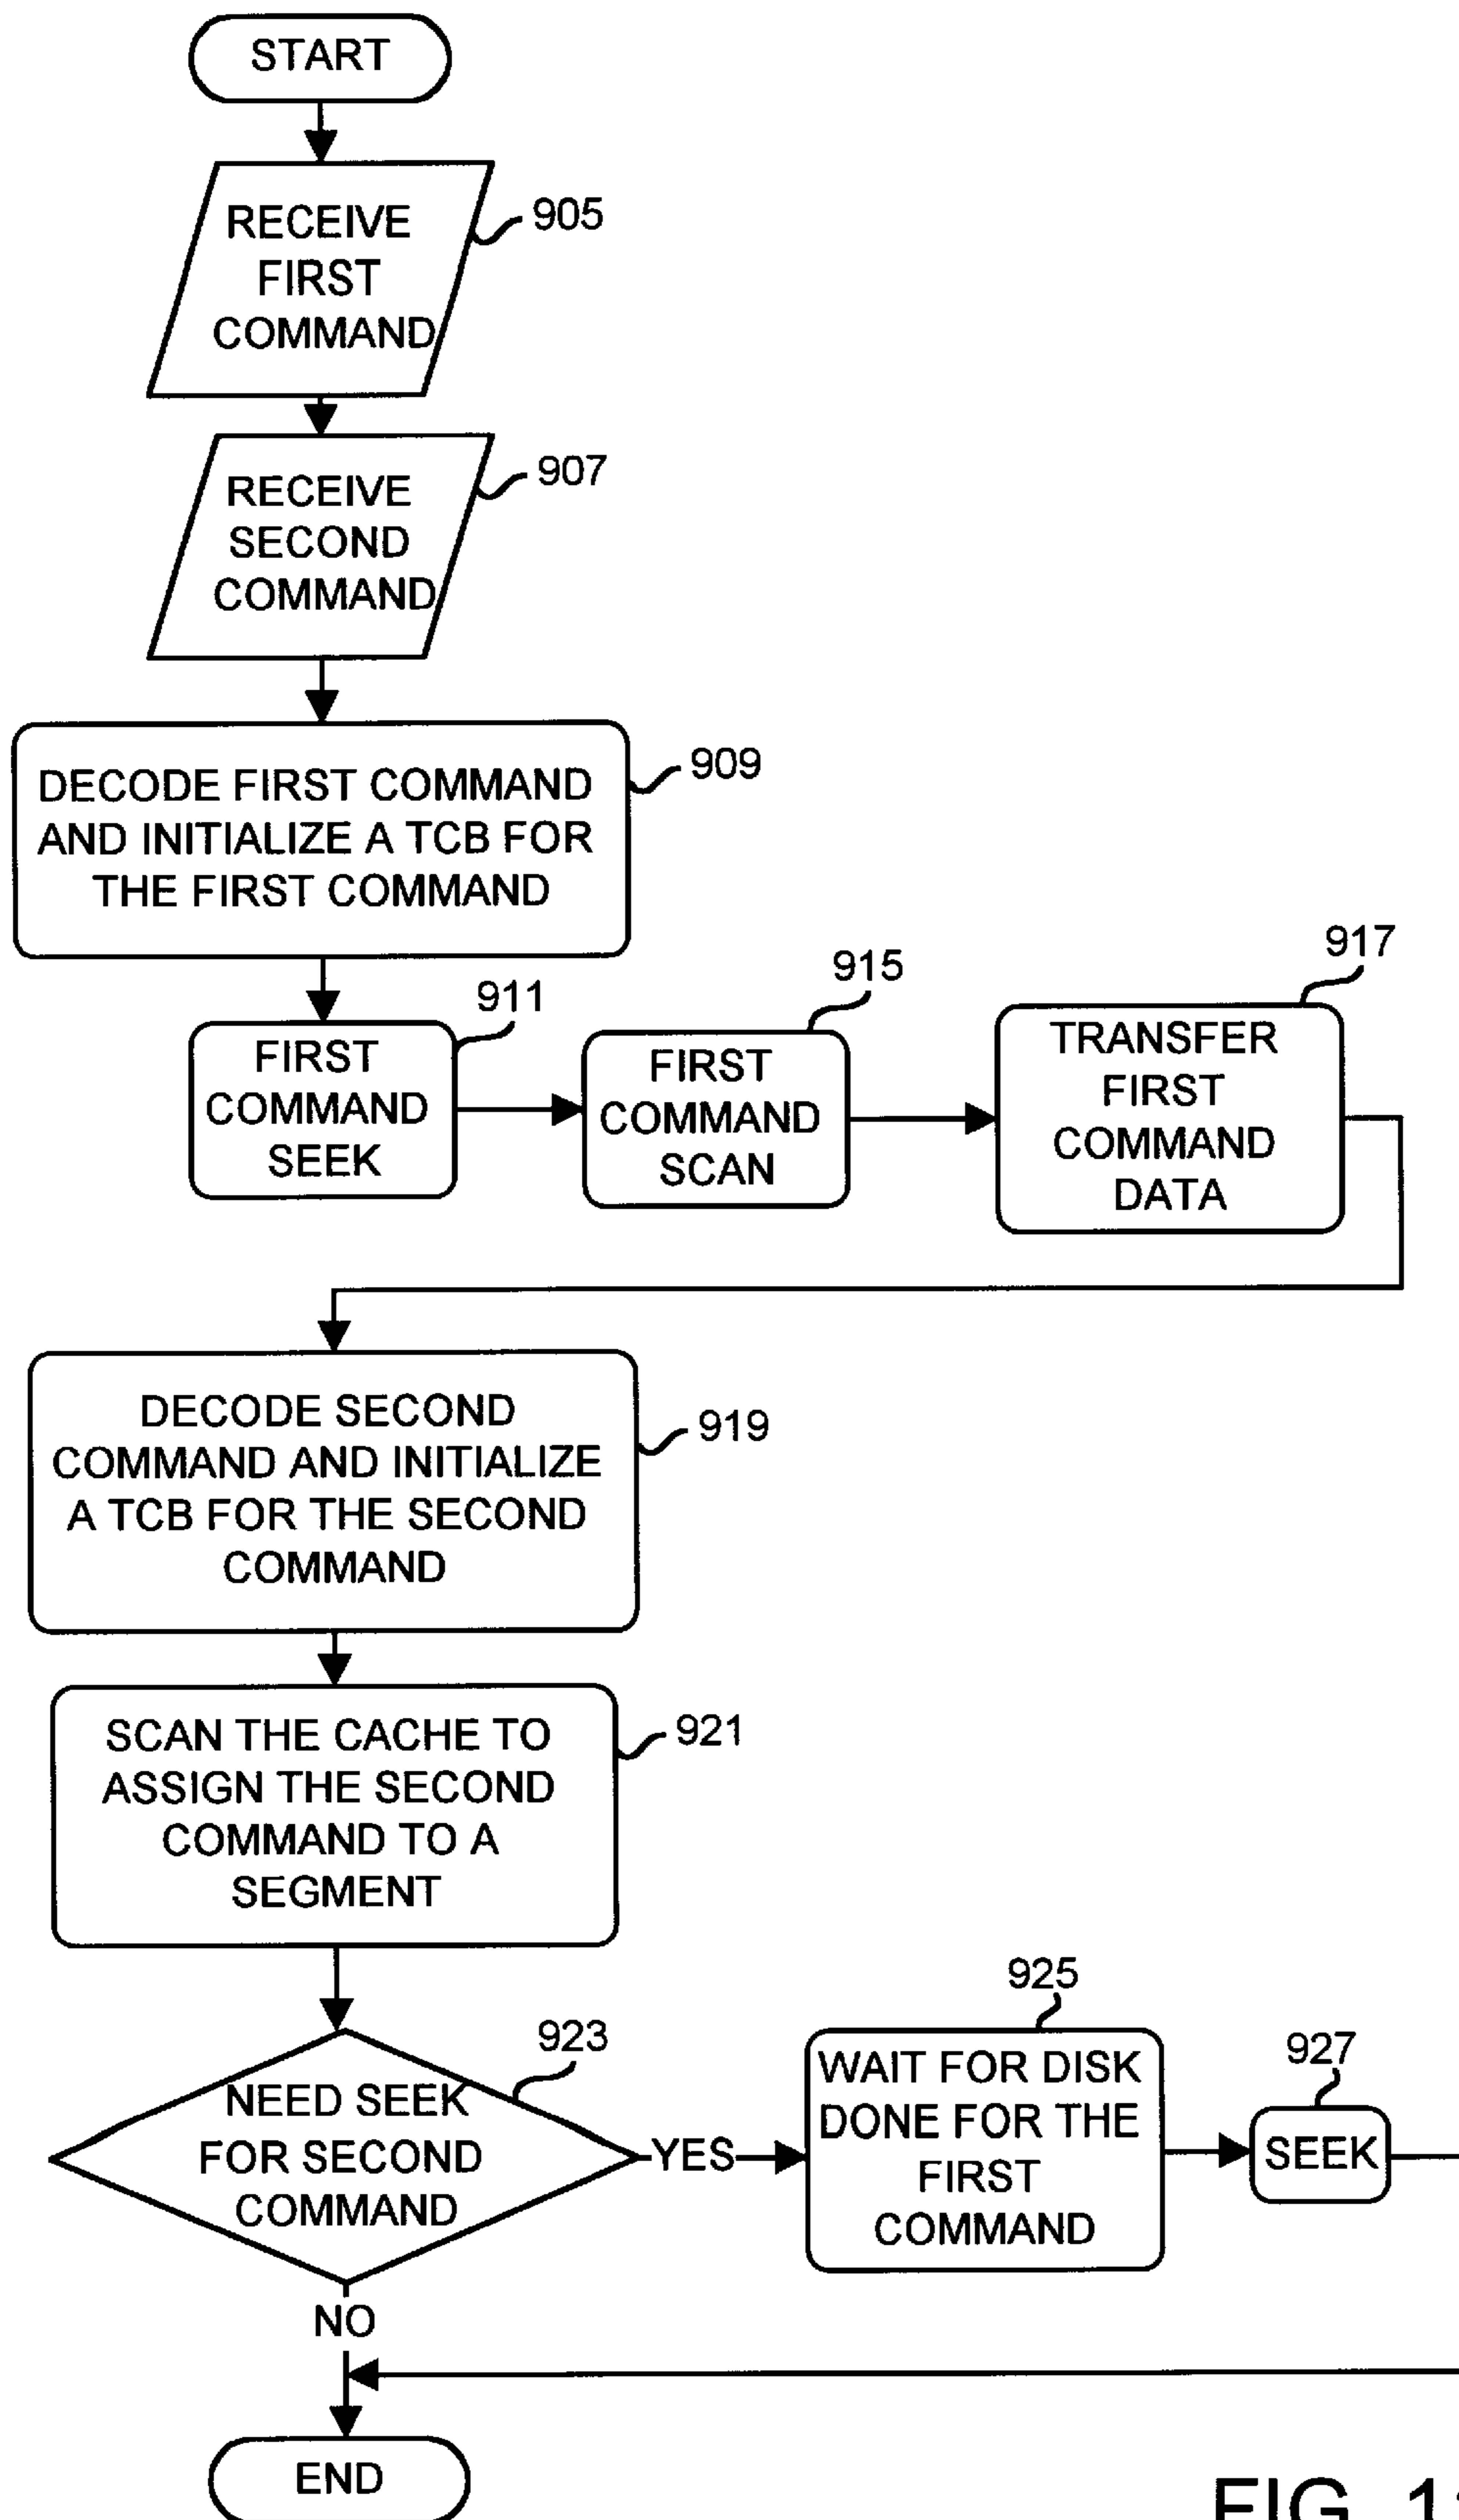 START
RECEIVE
FIRST
COMMAND
905
RECEIVE
SECOND
COMMAND
907
DECODE FIRST COMMAND
AND INITIALIZE A TCB FOR
THE FIRST COMMAND
909
FIRST
COMMAND
SEEK
911
FIRST
COMMAND
SCAN
915
TRANSFER
FIRST
COMMAND
DATA
917
DECODE SECOND
COMMAND AND INITIALIZE
A TCB FOR THE SECOND
COMMAND
919
SCAN THE CACHE TO
ASSIGN THE SECOND
COMMAND TO A
SEGMENT
921
NEED SEEK
FOR SECOND
COMMAND
923
YES
WAIT FOR DISK
DONE FOR THE
FIRST
COMMAND
925
SEEK
927
NO
END
FIG.